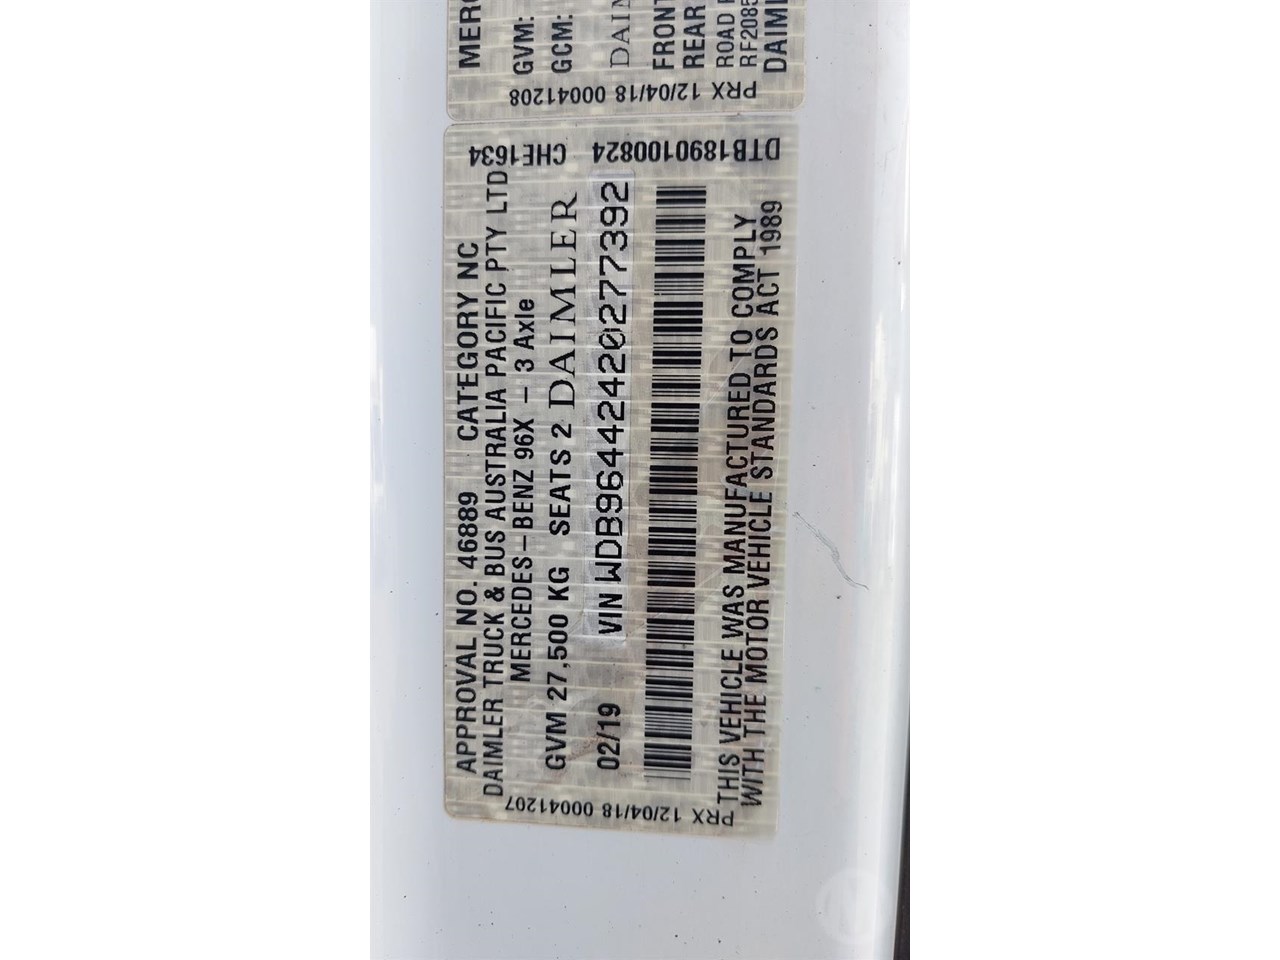 MERC
GVM:
GCM:
DAIM
FRONT
REAR
ROAD
RF2085
DAIML
PRX 12/04/18 00041208
DTB1890100824 CHE1634
APPROVAL NO. 46889 CATEGORY NC
DAIMLER TRUCK & BUS AUSTRALIA PACIFIC PTY LTD
MERCEDES-BENZ 96X - 3 Axle
GVM 27,500 KG SEATS 2 DAIMLER
02/19 VIN WDB96442420277392
THIS VEHICLE WAS MANUFACTURED TO COMPLY
WITH THE MOTOR VEHICLE STANDARDS ACT 1989
PRX 12/04/18 00041207